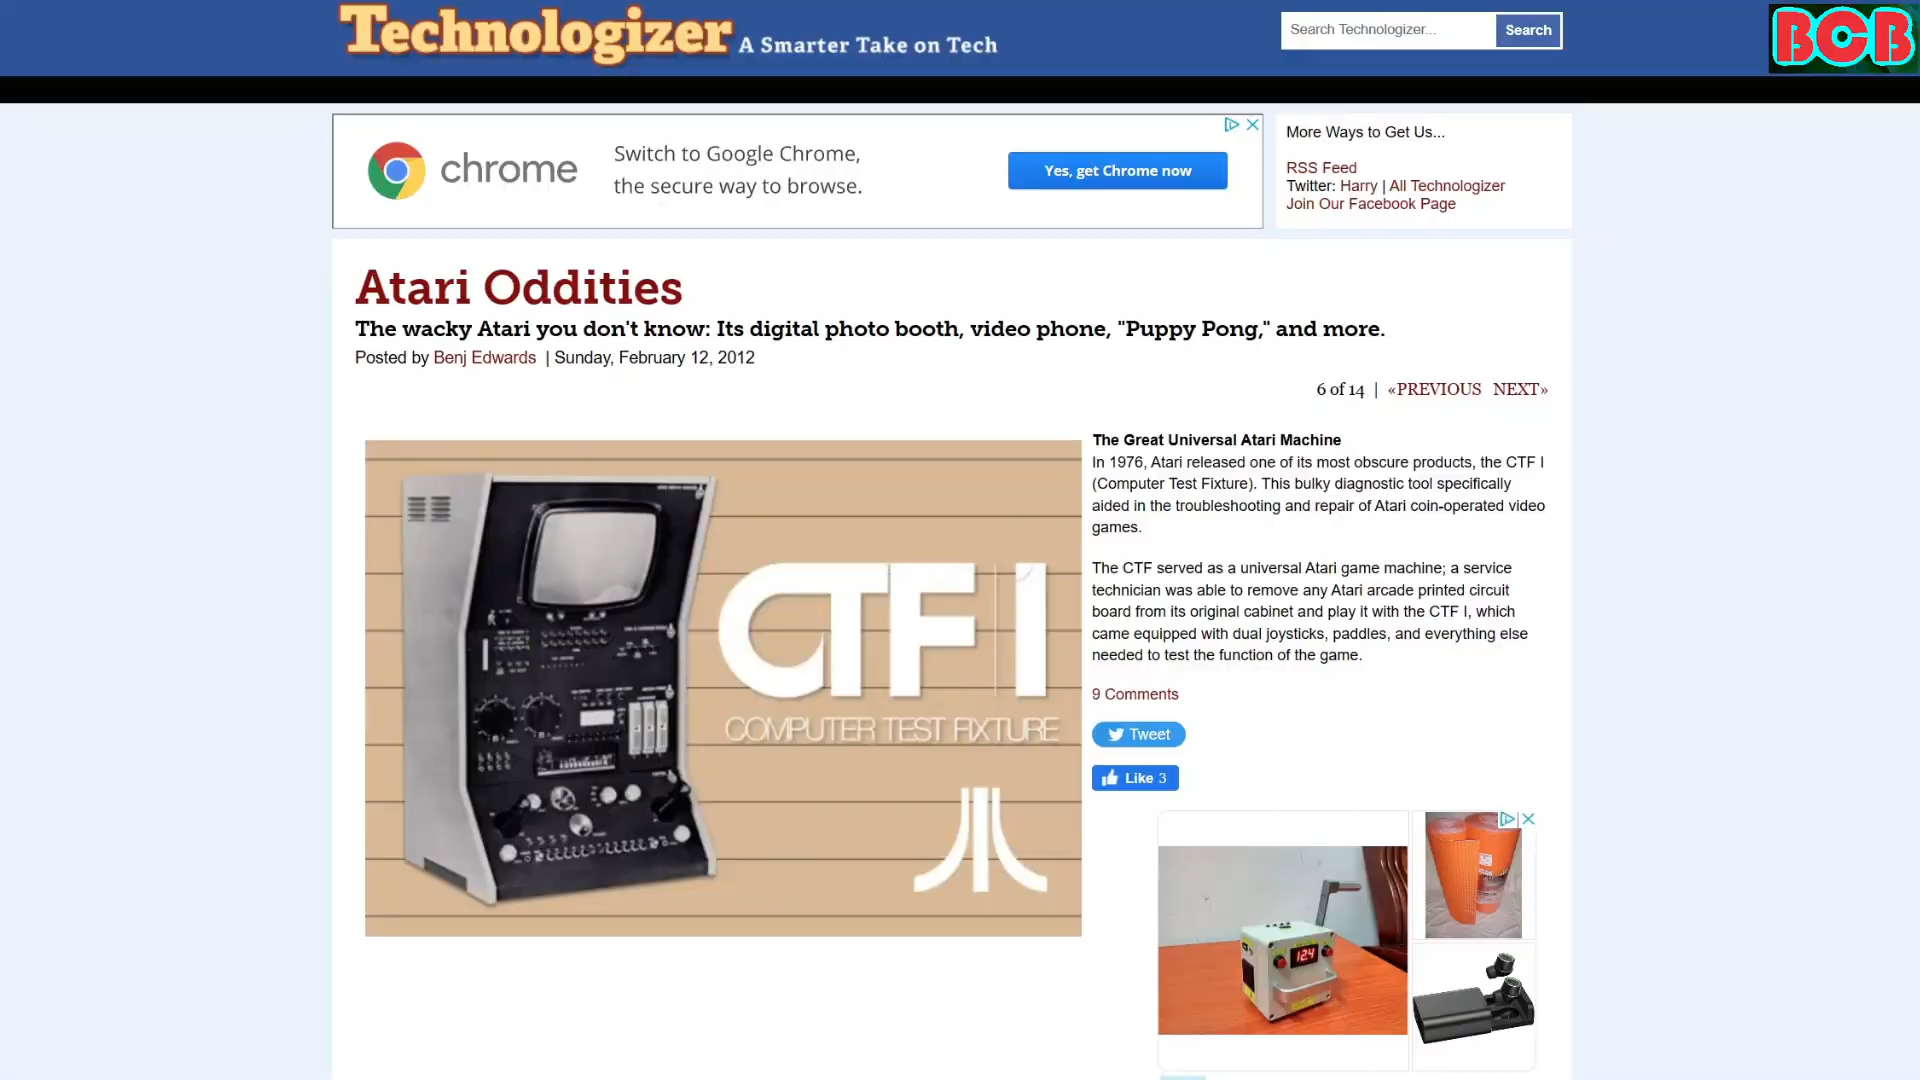 Technologizer A Smarter Take on Tech
Search Technologizer... Search
BCB
chrome
Switch to Google Chrome,
the secure way to browse.
Yes, get Chrome now
More Ways to Get Us...
RSS Feed
Twitter: Harry | All Technologizer
Join Our Facebook Page
Atari Oddities
The wacky Atari you don't know: Its digital photo booth, video phone, "Puppy Pong," and more.
Posted by Benj Edwards | Sunday, February 12, 2012
6 of 14 | «PREVIOUS NEXT»
CTF I
COMPUTER TEST FIXTURE
The Great Universal Atari Machine
In 1976, Atari released one of its most obscure products, the CTF I
(Computer Test Fixture). This bulky diagnostic tool specifically
aided in the troubleshooting and repair of Atari coin-operated video
games.
The CTF served as a universal Atari game machine; a service
technician was able to remove any Atari arcade printed circuit
board from its original cabinet and play it with the CTF I, which
came equipped with dual joysticks, paddles, and everything else
needed to test the function of the game.
9 Comments
Tweet
Like 3
12.4